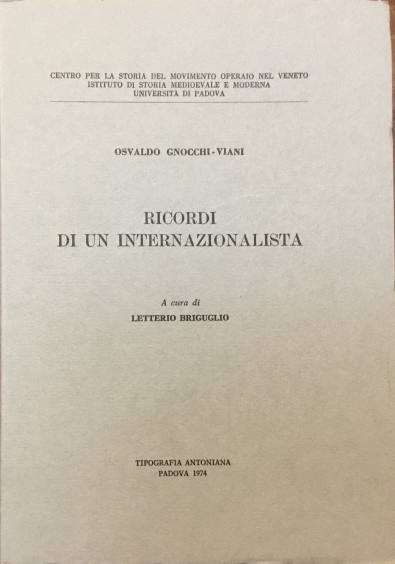 CENTRO PER LA STORIA DEL MOVIMENTO OPERAIO NEL VENETO
ISTITUTO DI STORIA MEDIOEVALE E MODERNA
UNIVERSITÀ DI PADOVA
OSVALDO GNOCCHI-VIANI
RICORDI
DI UN INTERNAZIONALISTA
A cura di
LETTERIO BRIGUGLIO
TIPOGRAFIA ANTONIANA
PADOVA 1974